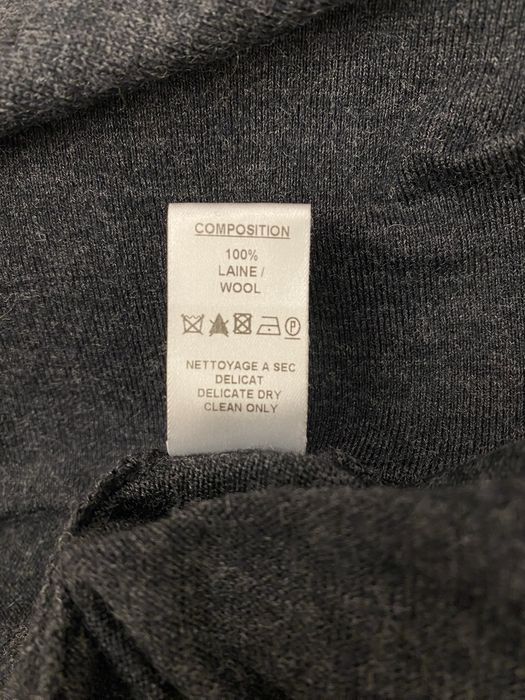 COMPOSITION
100%
LAINE /
WOOL
P
NETTOYAGE A SEC
DELICAT
DELICATE DRY
CLEAN ONLY